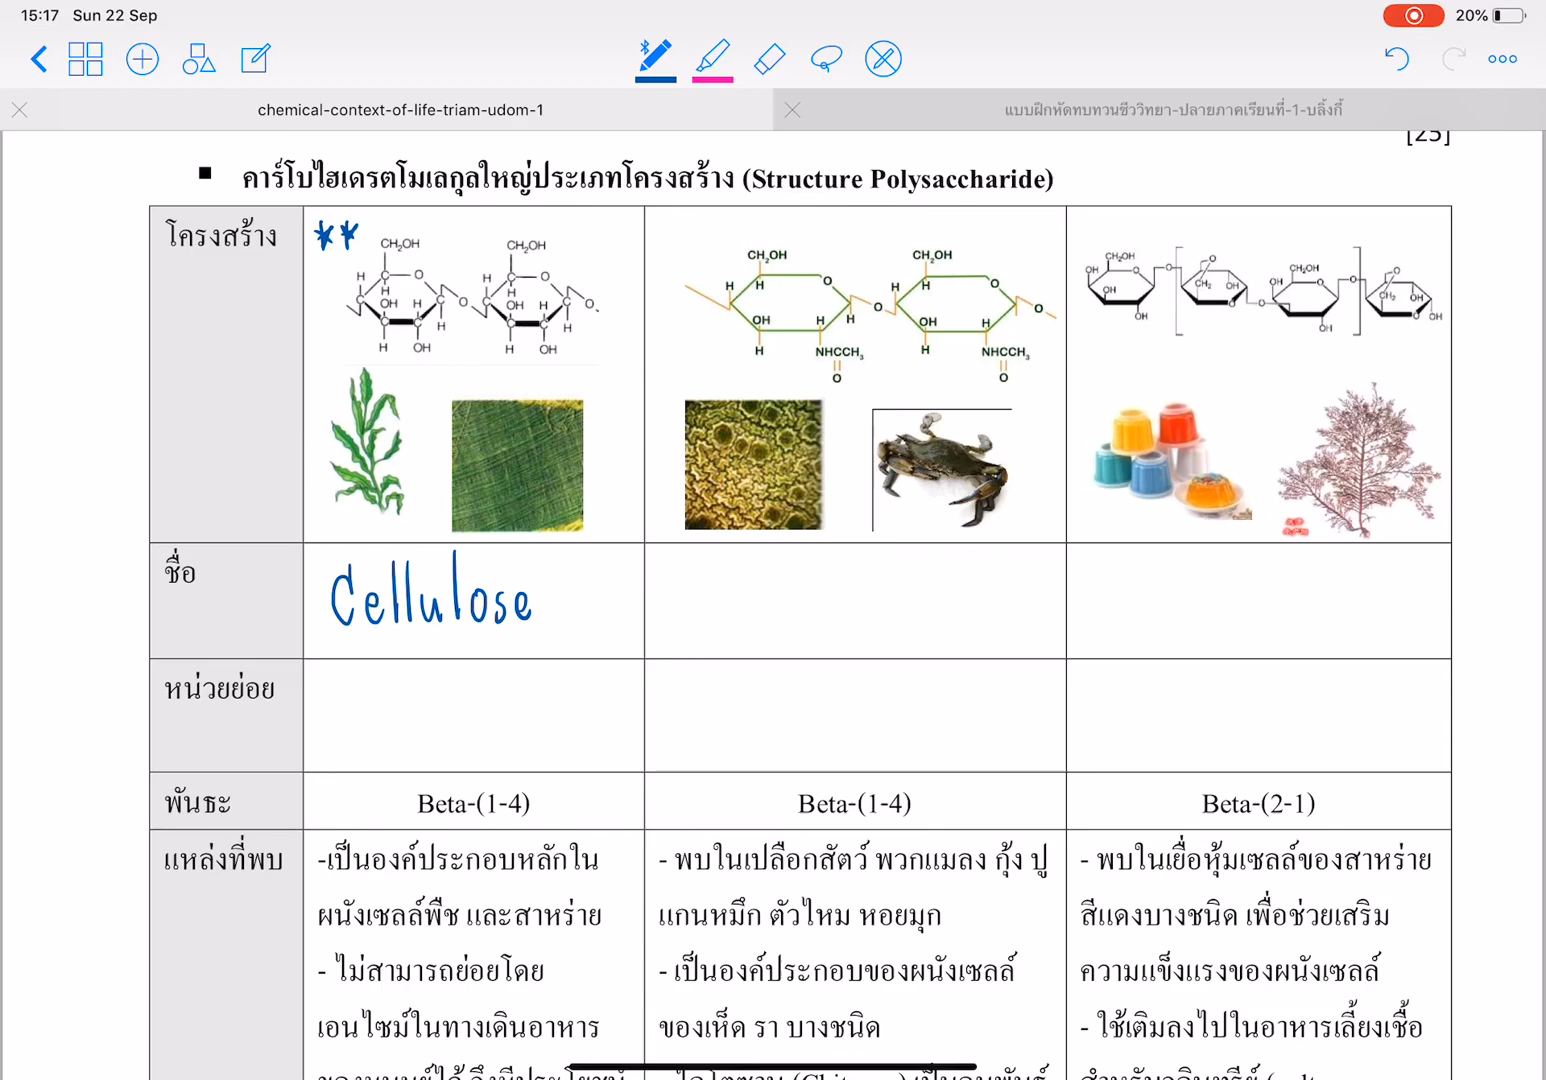 15:17 Sun 22 Sep 20%
chemical-context-of-life-triam-udom-1 แบบฝึกหัดทบทวนชีววิทยา-ปลายภาคเรียนที่-1-บลิ้งกี้
[25]
▪ คาร์โบไฮเดรตโมเลกุลใหญ่ประเภทโครงสร้าง (Structure Polysaccharide)
โครงสร้าง
ชื่อ Cellulose
หน่วยย่อย
พันธะ Beta-(1-4) Beta-(1-4) Beta-(2-1)
แหล่งที่พบ -เป็นองค์ประกอบหลักใน - พบในเปลือกสัตว์ พวกแมลง กุ้ง ปู - พบในเยื่อหุ้มเซลล์ของสาหร่าย
ผนังเซลล์พืช และสาหร่าย แกนหมึก ตัวไหม หอยมุก สีแดงบางชนิด เพื่อช่วยเสริม
- ไม่สามารถย่อยโดย - เป็นองค์ประกอบของผนังเซลล์ ความแข็งแรงของผนังเซลล์
เอนไซม์ในทางเดินอาหาร ของเห็ด รา บางชนิด - ใช้เติมลงไปในอาหารเลี้ยงเชื้อ